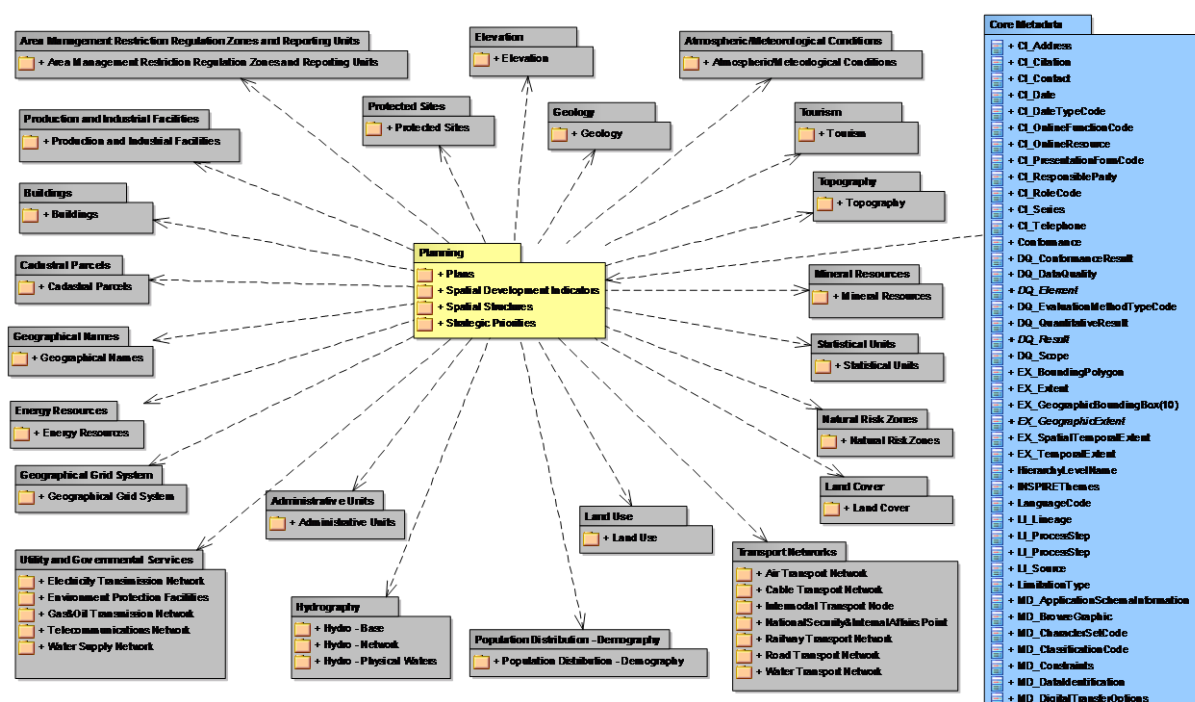 Area Management Restriction Regulation Zones and Reporting Units
+ Area Management Restriction Regulation Zones and Reporting Units
Elevation
+ Elevation
Atmospheric/Meteorological Conditions
+ Atmospheric/Meteorological Conditions
Production and Industrial Facilities
+ Production and Industrial Facilities
Protected Sites
+ Protected Sites
Geology
+ Geology
Tourism
+ Tourism
Buildings
+ Buildings
Topography
+ Topography
Cadastral Parcels
+ Cadastral Parcels
Planning
+ Plans
+ Spatial Development Indicators
+ Spatial Structures
+ Strategic Priorities
Mineral Resources
+ Mineral Resources
Geographical Names
+ Geographical Names
Statistical Units
+ Statistical Units
Energy Resources
+ Energy Resources
Natural Risk Zones
+ Natural Risk Zones
Geographical Grid System
+ Geographical Grid System
Administrative Units
+ Administrative Units
Land Use
+ Land Use
Land Cover
+ Land Cover
Utility and Governmental Services
+ Electricity Transimission Network
+ Environment Protection Facilities
+ Gas&Oil Transmission Network
+ Telecommunications Network
+ Water Supply Network
Hydrography
+ Hydro - Base
+ Hydro - Network
+ Hydro - Physical Waters
Population Distribution - Demography
+ Population Distibution - Demography
Transport Networks
+ Air Transport Network
+ Cable Transport Network
+ Intermodal Transport Node
+ NationalSecurity&InternalAffairs Point
+ Railway Transport Network
+ Road Transport Network
+ Water Transport Network
Core Metadata
+ CI_Address
+ CI_Citation
+ CI_Contact
+ CI_Date
+ CI_DateTypeCode
+ CI_OnlineFunctionCode
+ CI_OnlineResource
+ CI_PresentationFormCode
+ CI_ResponsibleParty
+ CI_RoleCode
+ CI_Series
+ CI_Telephone
+ Conformance
+ DQ_ConformanceResult
+ DQ_DataQuality
+ DQ_Element
+ DQ_EvaluationMethodTypeCode
+ DQ_QuantitativeResult
+ DQ_Result
+ DQ_Scope
+ EX_BoundingPolygon
+ EX_Extent
+ EX_GeographicBoundingBox(10)
+ EX_GeographicExtent
+ EX_SpatialTemporalExtent
+ EX_TemporalExtent
+ HierarchyLevelName
+ INSPIREThemes
+ LanguageCode
+ LI_Lineage
+ LI_ProcessStep
+ LI_ProcessStep
+ LI_Source
+ LimitationType
+ MD_ApplicationSchemaInformation
+ MD_BrowseGraphic
+ MD_CharacterSetCode
+ MD_ClassificationCode
+ MD_Constraints
+ MD_DataIdentification
+ MD_DigitalTransferOptions